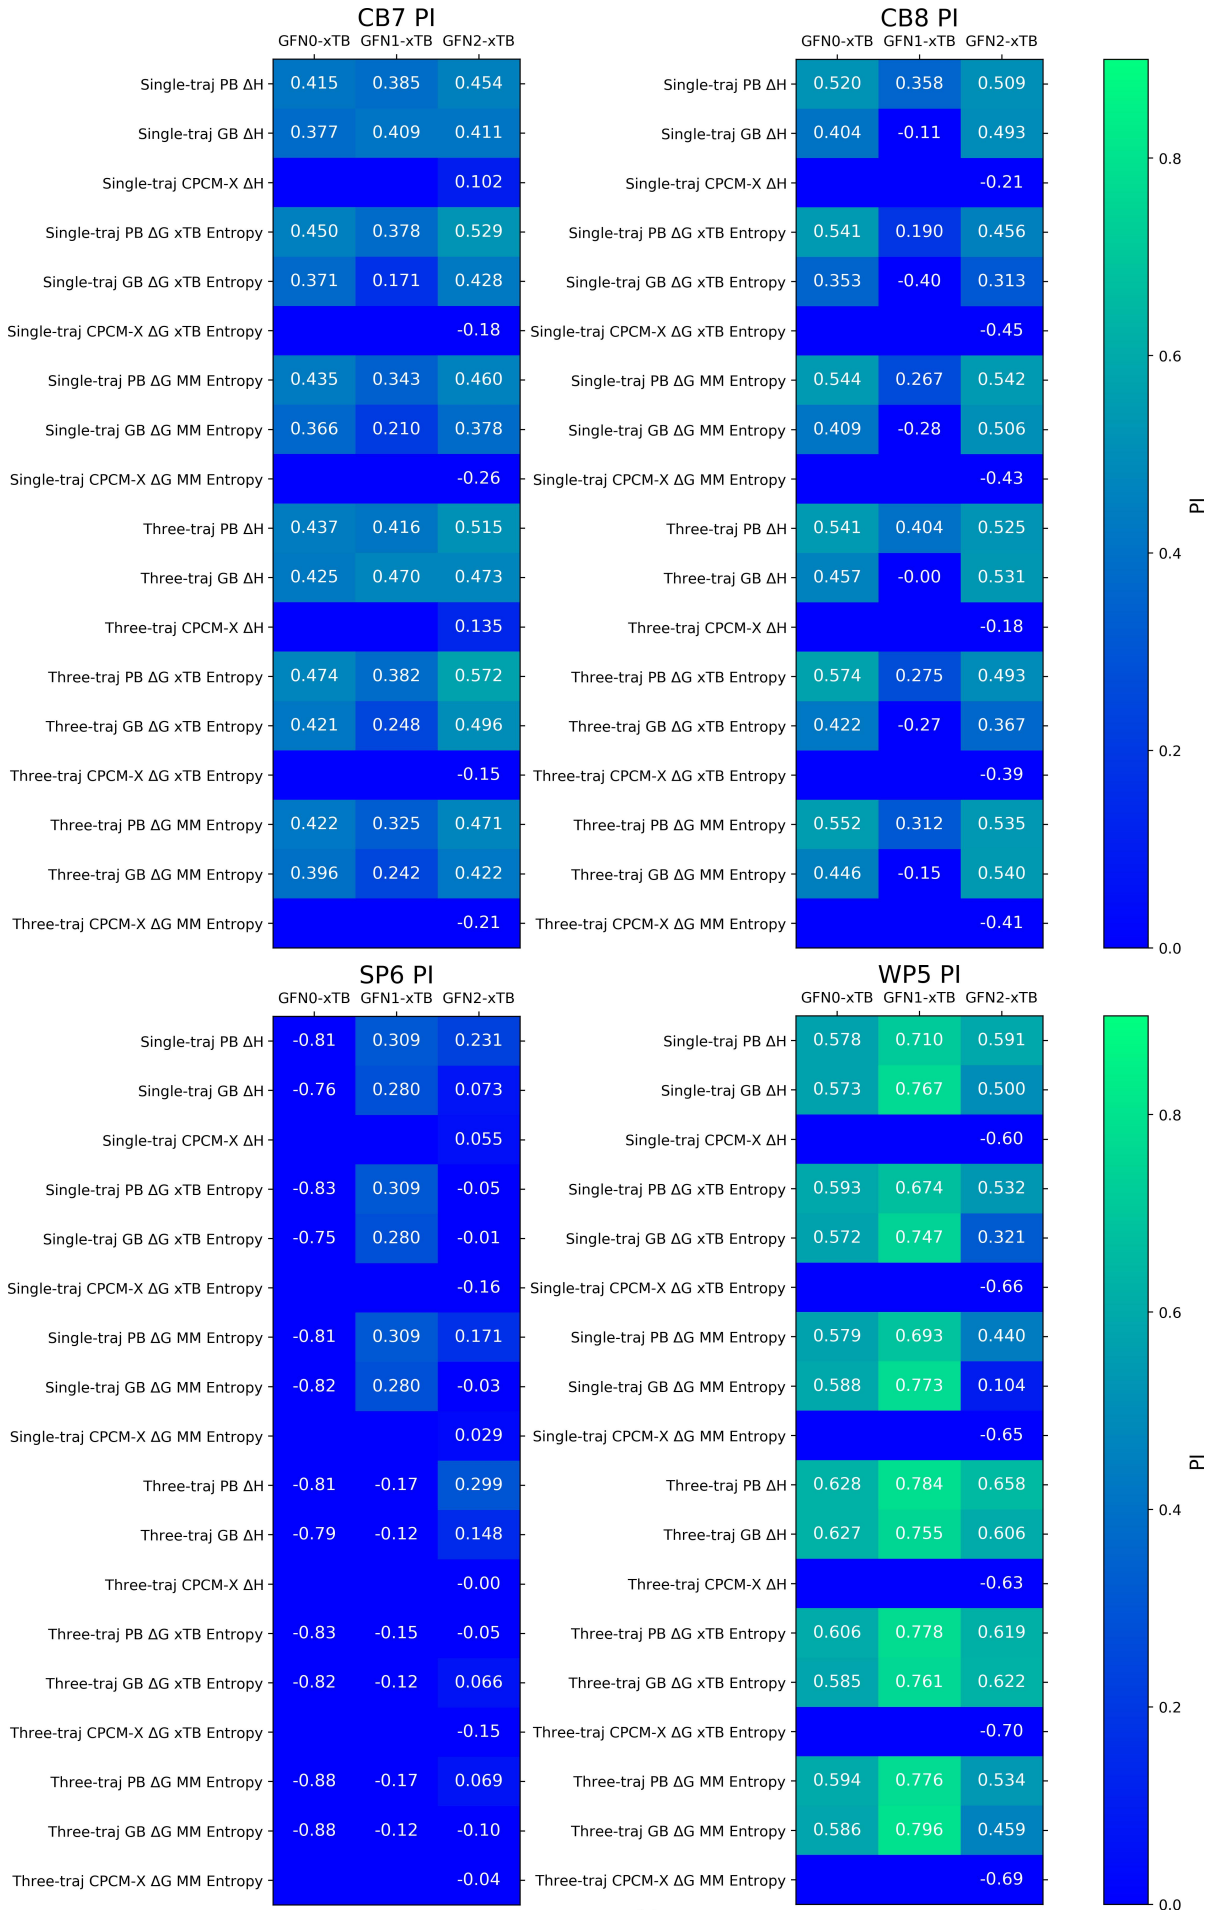 CB7 PI
GFN0-xTB GFN1-xTB GFN2-xTB
Single-traj PB ΔH 0.415 0.385 0.454
Single-traj GB ΔH 0.377 0.409 0.411
Single-traj CPCM-X ΔH 0.102
Single-traj PB ΔG xTB Entropy 0.450 0.378 0.529
Single-traj GB ΔG xTB Entropy 0.371 0.171 0.428
Single-traj CPCM-X ΔG xTB Entropy -0.18
Single-traj PB ΔG MM Entropy 0.435 0.343 0.460
Single-traj GB ΔG MM Entropy 0.366 0.210 0.378
Single-traj CPCM-X ΔG MM Entropy -0.26
Three-traj PB ΔH 0.437 0.416 0.515
Three-traj GB ΔH 0.425 0.470 0.473
Three-traj CPCM-X ΔH 0.135
Three-traj PB ΔG xTB Entropy 0.474 0.382 0.572
Three-traj GB ΔG xTB Entropy 0.421 0.248 0.496
Three-traj CPCM-X ΔG xTB Entropy -0.15
Three-traj PB ΔG MM Entropy 0.422 0.325 0.471
Three-traj GB ΔG MM Entropy 0.396 0.242 0.422
Three-traj CPCM-X ΔG MM Entropy -0.21
CB8 PI
GFN0-xTB GFN1-xTB GFN2-xTB
Single-traj PB ΔH 0.520 0.358 0.509
Single-traj GB ΔH 0.404 -0.11 0.493
Single-traj CPCM-X ΔH -0.21
Single-traj PB ΔG xTB Entropy 0.541 0.190 0.456
Single-traj GB ΔG xTB Entropy 0.353 -0.40 0.313
Single-traj CPCM-X ΔG xTB Entropy -0.45
Single-traj PB ΔG MM Entropy 0.544 0.267 0.542
Single-traj GB ΔG MM Entropy 0.409 -0.28 0.506
Single-traj CPCM-X ΔG MM Entropy -0.43
Three-traj PB ΔH 0.541 0.404 0.525
Three-traj GB ΔH 0.457 -0.00 0.531
Three-traj CPCM-X ΔH -0.18
Three-traj PB ΔG xTB Entropy 0.574 0.275 0.493
Three-traj GB ΔG xTB Entropy 0.422 -0.27 0.367
Three-traj CPCM-X ΔG xTB Entropy -0.39
Three-traj PB ΔG MM Entropy 0.552 0.312 0.535
Three-traj GB ΔG MM Entropy 0.446 -0.15 0.540
Three-traj CPCM-X ΔG MM Entropy -0.41
0.8
0.6
0.4
0.2
0.0
PI
SP6 PI
GFN0-xTB GFN1-xTB GFN2-xTB
Single-traj PB ΔH -0.81 0.309 0.231
Single-traj GB ΔH -0.76 0.280 0.073
Single-traj CPCM-X ΔH 0.055
Single-traj PB ΔG xTB Entropy -0.83 0.309 -0.05
Single-traj GB ΔG xTB Entropy -0.75 0.280 -0.01
Single-traj CPCM-X ΔG xTB Entropy -0.16
Single-traj PB ΔG MM Entropy -0.81 0.309 0.171
Single-traj GB ΔG MM Entropy -0.82 0.280 -0.03
Single-traj CPCM-X ΔG MM Entropy 0.029
Three-traj PB ΔH -0.81 -0.17 0.299
Three-traj GB ΔH -0.79 -0.12 0.148
Three-traj CPCM-X ΔH -0.00
Three-traj PB ΔG xTB Entropy -0.83 -0.15 -0.05
Three-traj GB ΔG xTB Entropy -0.82 -0.12 0.066
Three-traj CPCM-X ΔG xTB Entropy -0.15
Three-traj PB ΔG MM Entropy -0.88 -0.17 0.069
Three-traj GB ΔG MM Entropy -0.88 -0.12 -0.10
Three-traj CPCM-X ΔG MM Entropy -0.04
WP5 PI
GFN0-xTB GFN1-xTB GFN2-xTB
Single-traj PB ΔH 0.578 0.710 0.591
Single-traj GB ΔH 0.573 0.767 0.500
Single-traj CPCM-X ΔH -0.60
Single-traj PB ΔG xTB Entropy 0.593 0.674 0.532
Single-traj GB ΔG xTB Entropy 0.572 0.747 0.321
Single-traj CPCM-X ΔG xTB Entropy -0.66
Single-traj PB ΔG MM Entropy 0.579 0.693 0.440
Single-traj GB ΔG MM Entropy 0.588 0.773 0.104
Single-traj CPCM-X ΔG MM Entropy -0.65
Three-traj PB ΔH 0.628 0.784 0.658
Three-traj GB ΔH 0.627 0.755 0.606
Three-traj CPCM-X ΔH -0.63
Three-traj PB ΔG xTB Entropy 0.606 0.778 0.619
Three-traj GB ΔG xTB Entropy 0.585 0.761 0.622
Three-traj CPCM-X ΔG xTB Entropy -0.70
Three-traj PB ΔG MM Entropy 0.594 0.776 0.534
Three-traj GB ΔG MM Entropy 0.586 0.796 0.459
Three-traj CPCM-X ΔG MM Entropy -0.69
0.8
0.6
0.4
0.2
0.0
PI